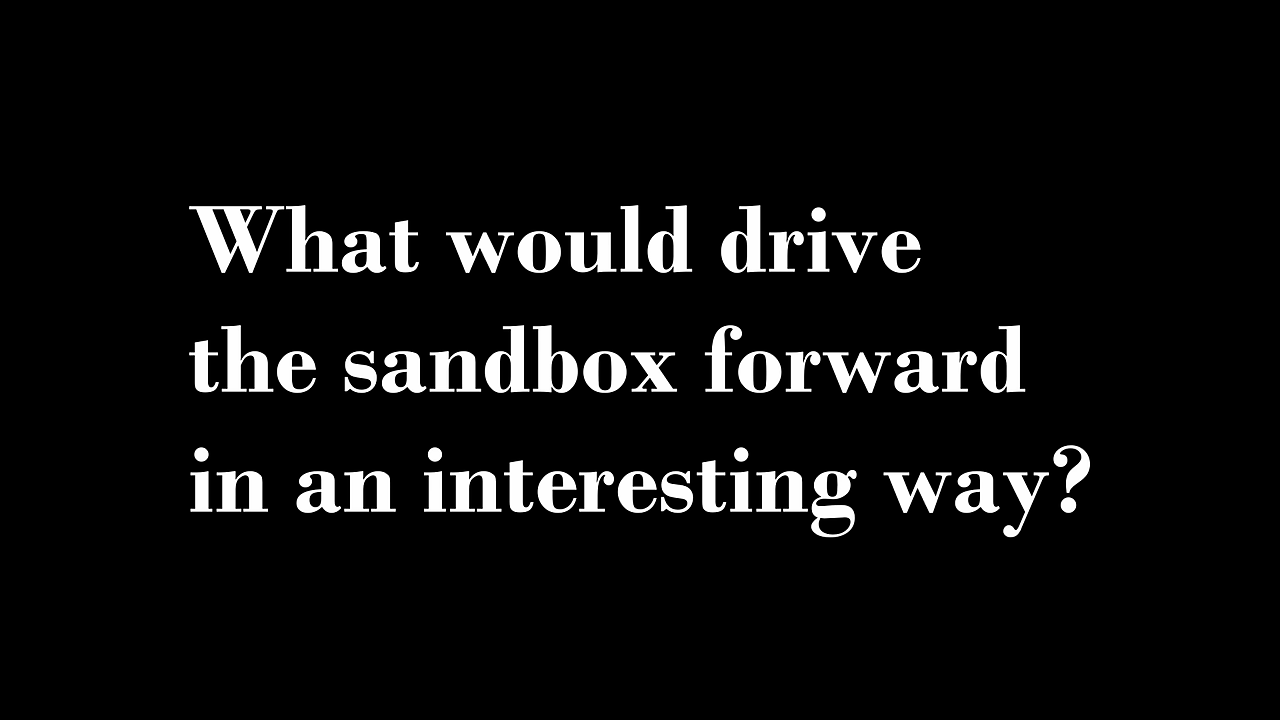 What would drive
the sandbox forward
in an interesting way?